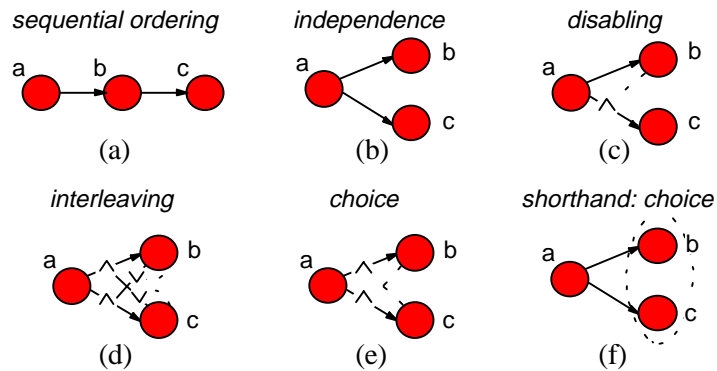 sequential ordering
independence
disabling
a
b
c
a
b
c
a
b
c
(a)
(b)
(c)
interleaving
choice
shorthand: choice
a
b
c
a
b
c
a
b
c
(d)
(e)
(f)